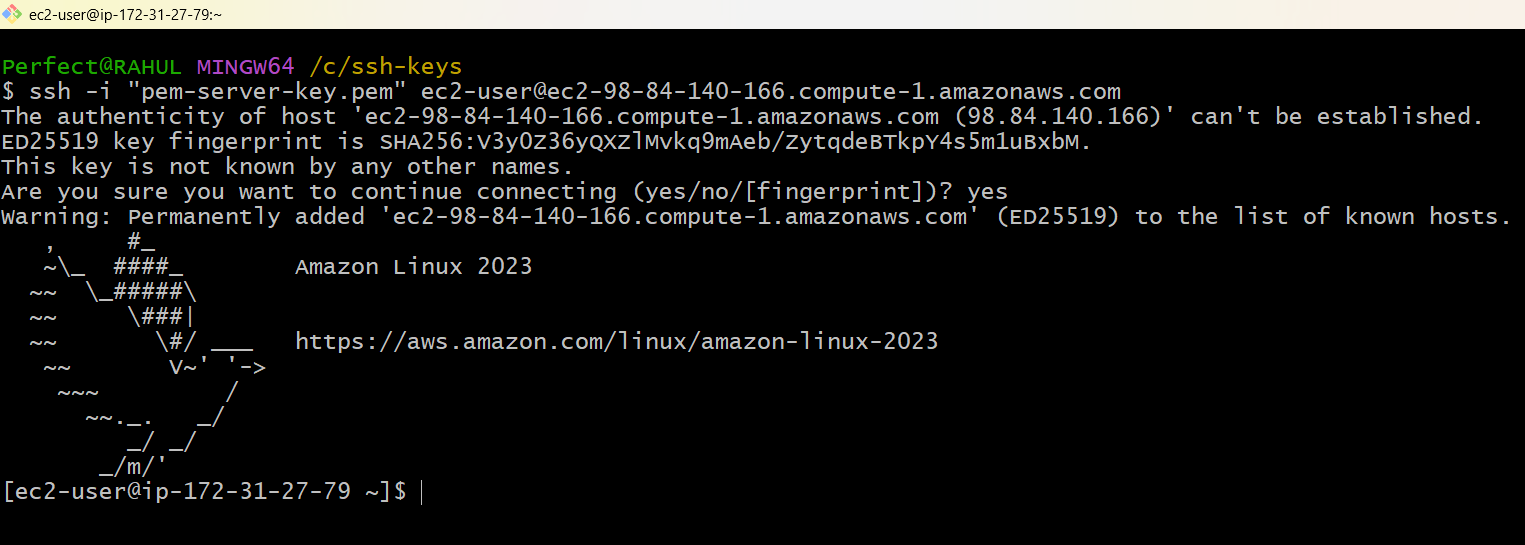 ec2-user@ip-172-31-27-79:~
Perfect@RAHUL MINGW64 /c/ssh-keys
$ ssh -i "pem-server-key.pem" ec2-user@ec2-98-84-140-166.compute-1.amazonaws.com
The authenticity of host 'ec2-98-84-140-166.compute-1.amazonaws.com (98.84.140.166)' can't be established.
ED25519 key fingerprint is SHA256:V3y0Z36yQXZlMvkq9mAeb/ZytqdeBTkpY4s5m1uBxbM.
This key is not known by any other names.
Are you sure you want to continue connecting (yes/no/[fingerprint])? yes
Warning: Permanently added 'ec2-98-84-140-166.compute-1.amazonaws.com' (ED25519) to the list of known hosts.
   ,     #_
   ~\_  ####_        Amazon Linux 2023
  ~~  \_#####\
  ~~     \###|
  ~~       \#/ ___   https://aws.amazon.com/linux/amazon-linux-2023
   ~~       V~' '->
    ~~~         /
      ~~._.   _/
         _/ _/
       _/m/'
[ec2-user@ip-172-31-27-79 ~]$